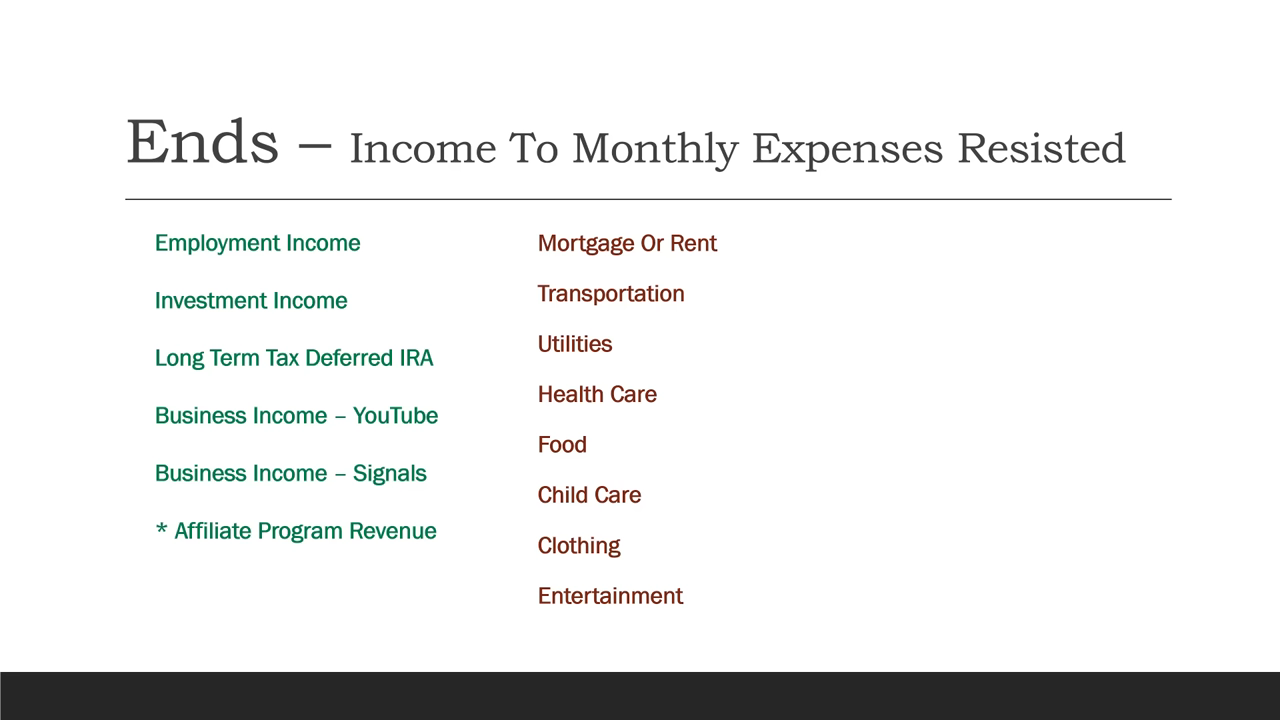 Ends – Income To Monthly Expenses Resisted
Employment Income
Investment Income
Long Term Tax Deferred IRA
Business Income – YouTube
Business Income – Signals
* Affiliate Program Revenue
Mortgage Or Rent
Transportation
Utilities
Health Care
Food
Child Care
Clothing
Entertainment